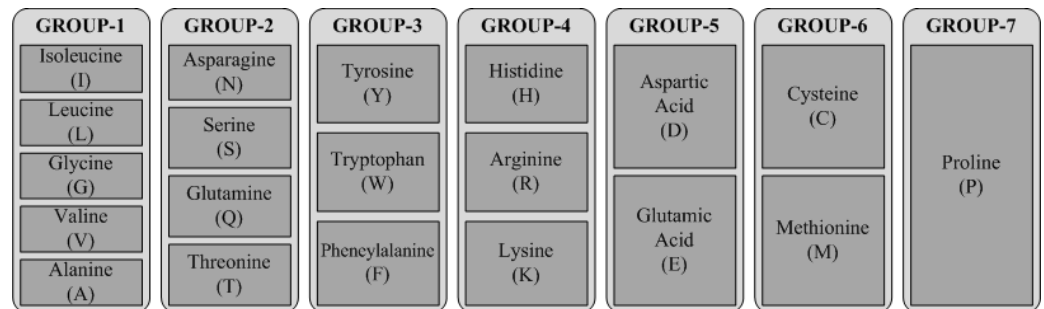 GROUP-1
Isoleucine
(I)
Leucine
(L)
Glycine
(G)
Valine
(V)
Alanine
(A)
GROUP-2
Asparagine
(N)
Serine
(S)
Glutamine
(Q)
Threonine
(T)
GROUP-3
Tyrosine
(Y)
Tryptophan
(W)
Pheneylalanine
(F)
GROUP-4
Histidine
(H)
Arginine
(R)
Lysine
(K)
GROUP-5
Aspartic
Acid
(D)
Glutamic
Acid
(E)
GROUP-6
Cysteine
(C)
Methionine
(M)
GROUP-7
Proline
(P)